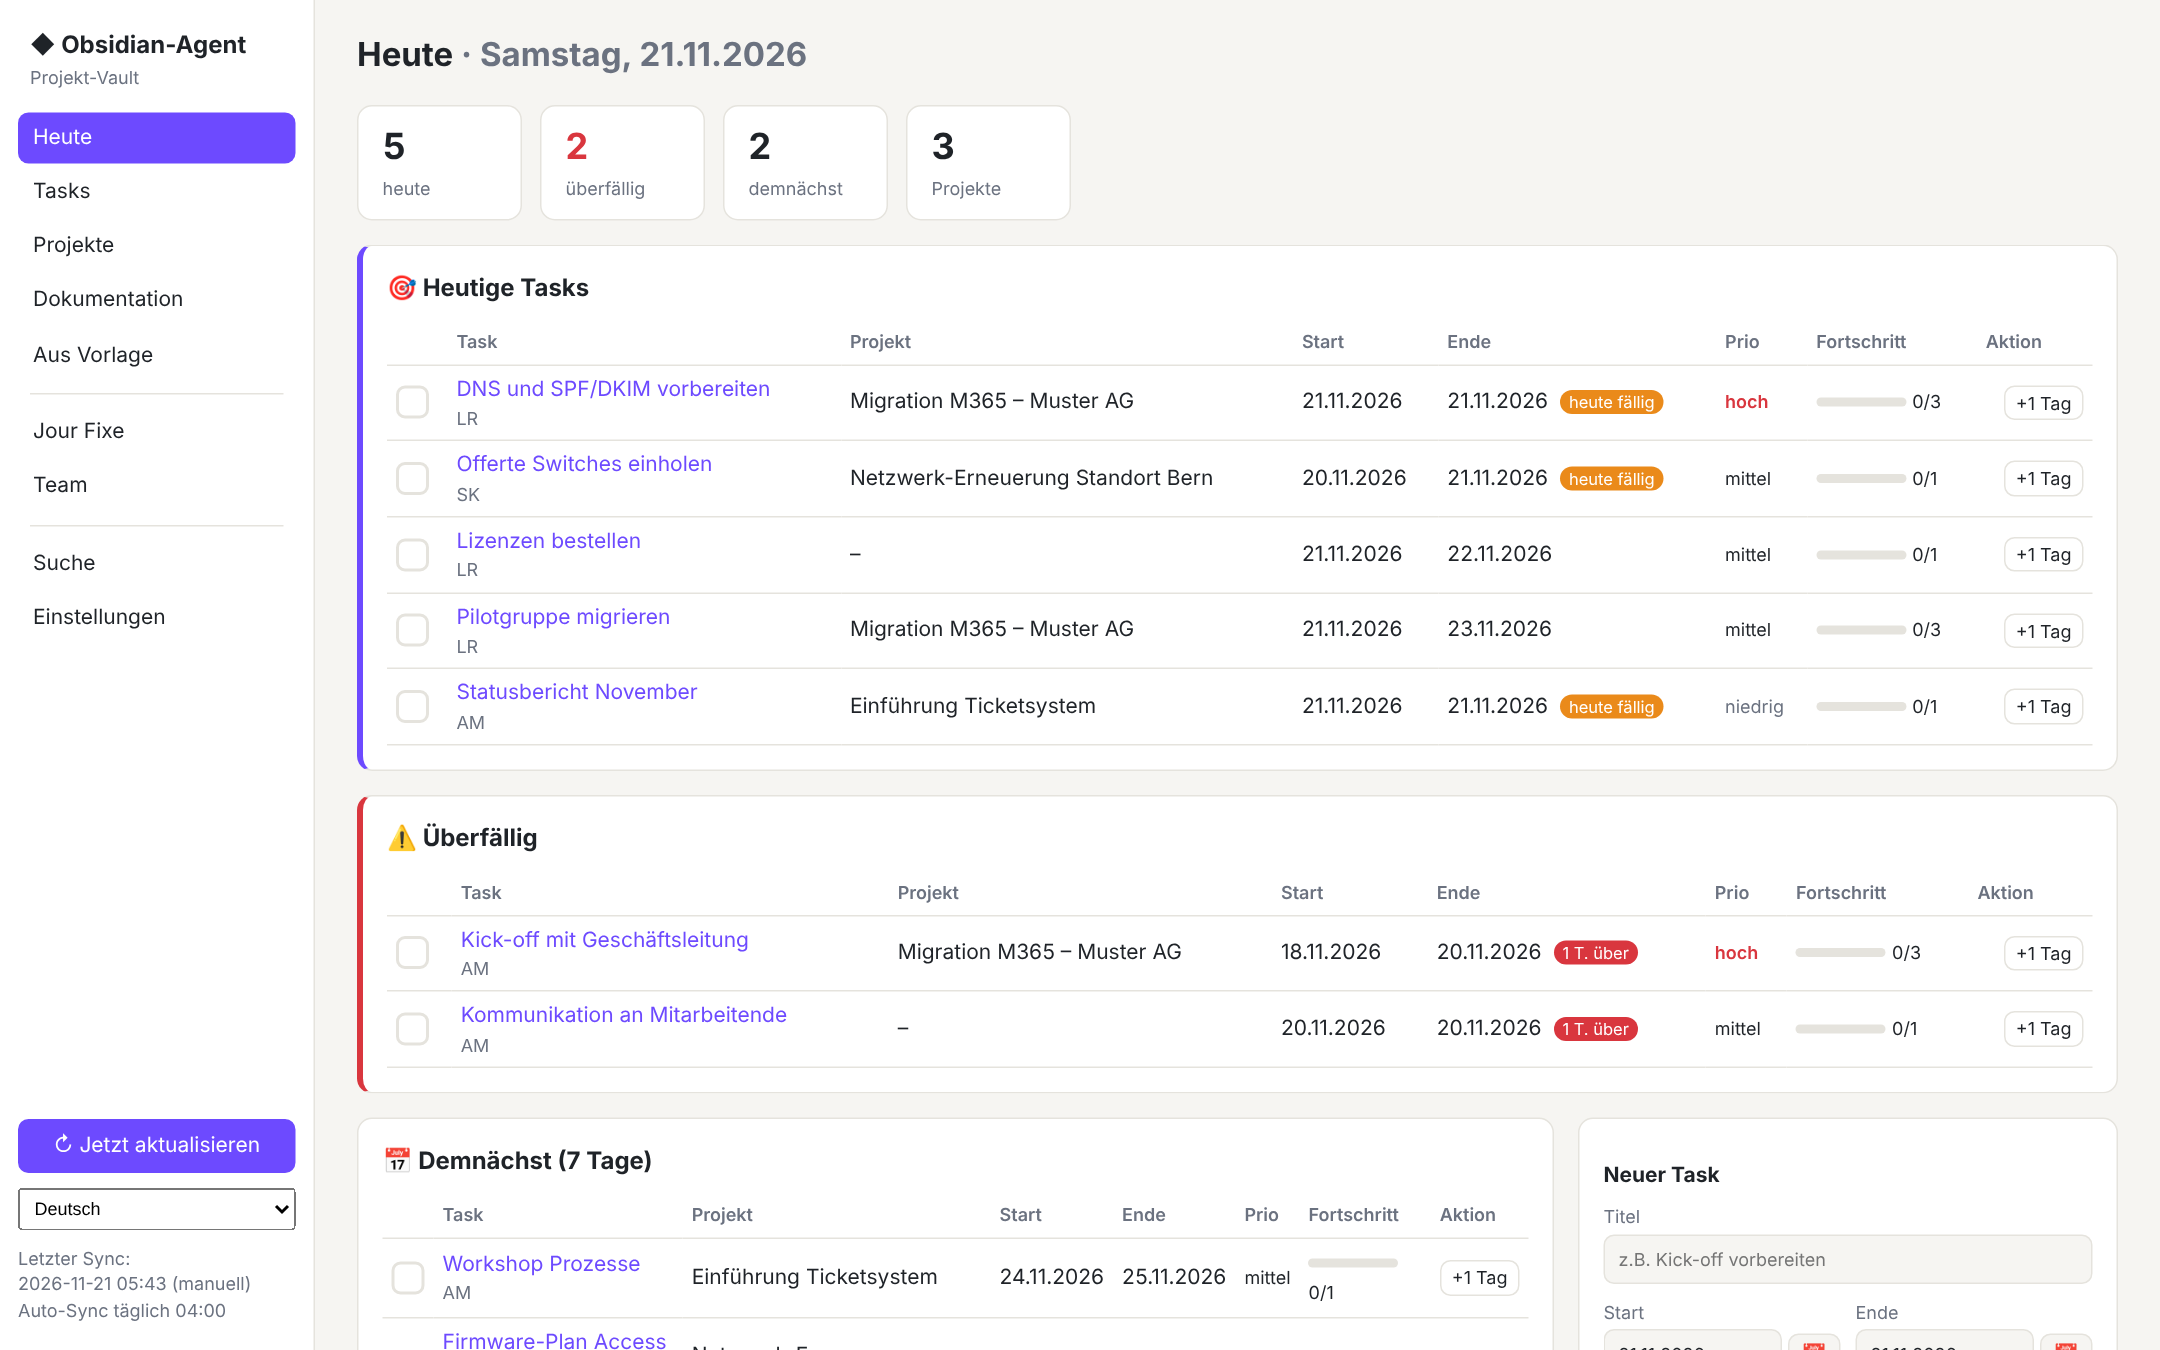 ◆ Obsidian-Agent
Projekt-Vault
Heute
Tasks
Projekte
Dokumentation
Aus Vorlage
Jour Fixe
Team
Suche
Einstellungen
↻ Jetzt aktualisieren
Deutsch
Letzter Sync:
2026-11-21 05:43 (manuell)
Auto-Sync täglich 04:00
Heute · Samstag, 21.11.2026
5 heute
2 überfällig
2 demnächst
3 Projekte
🎯 Heutige Tasks
Task Projekt Start Ende Prio Fortschritt Aktion
DNS und SPF/DKIM vorbereiten
LR
Migration M365 – Muster AG 21.11.2026 21.11.2026 heute fällig hoch 0/3 +1 Tag
Offerte Switches einholen
SK
Netzwerk-Erneuerung Standort Bern 20.11.2026 21.11.2026 heute fällig mittel 0/1 +1 Tag
Lizenzen bestellen
LR
– 21.11.2026 22.11.2026 mittel 0/1 +1 Tag
Pilotgruppe migrieren
LR
Migration M365 – Muster AG 21.11.2026 23.11.2026 mittel 0/3 +1 Tag
Statusbericht November
AM
Einführung Ticketsystem 21.11.2026 21.11.2026 heute fällig niedrig 0/1 +1 Tag
⚠️ Überfällig
Task Projekt Start Ende Prio Fortschritt Aktion
Kick-off mit Geschäftsleitung
AM
Migration M365 – Muster AG 18.11.2026 20.11.2026 1 T. über hoch 0/3 +1 Tag
Kommunikation an Mitarbeitende
AM
– 20.11.2026 20.11.2026 1 T. über mittel 0/1 +1 Tag
📅 Demnächst (7 Tage)
Task Projekt Start Ende Prio Fortschritt Aktion
Workshop Prozesse
AM
Einführung Ticketsystem 24.11.2026 25.11.2026 mittel 0/1 +1 Tag
Firmware-Plan Access
Neuer Task
Titel
z.B. Kick-off vorbereiten
Start Ende